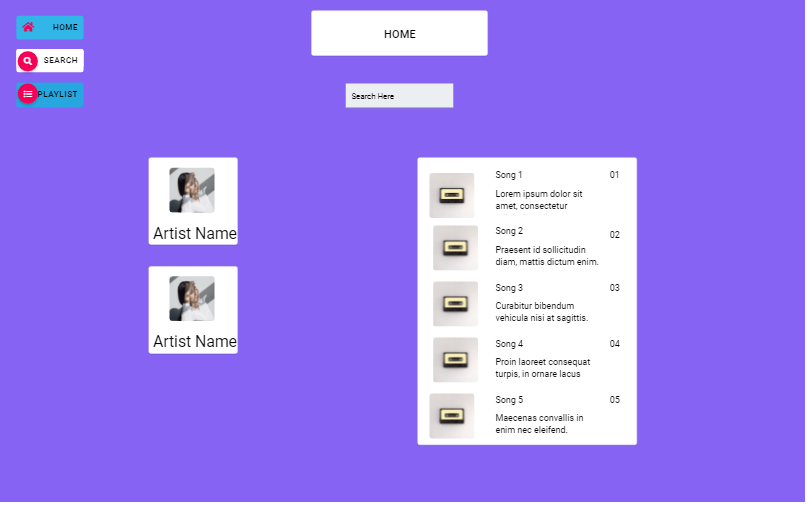 HOME
SEARCH
PLAYLIST
HOME
Search Here
Artist Name
Artist Name
Song 1
01
Lorem ipsum dolor sit
amet, consectetur
Song 2
02
Praesent id sollicitudin
diam, mattis dictum enim.
Song 3
03
Curabitur bibendum
vehicula nisi at sagittis.
Song 4
04
Proin laoreet consequat
turpis, in ornare lacus
Song 5
05
Maecenas convallis in
enim nec eleifend.